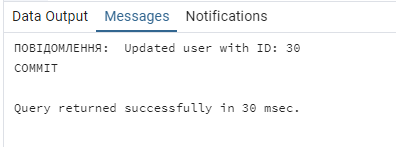 Data Output Messages Notifications
ПОВІДОМЛЕННЯ: Updated user with ID: 30
COMMIT
Query returned successfully in 30 msec.